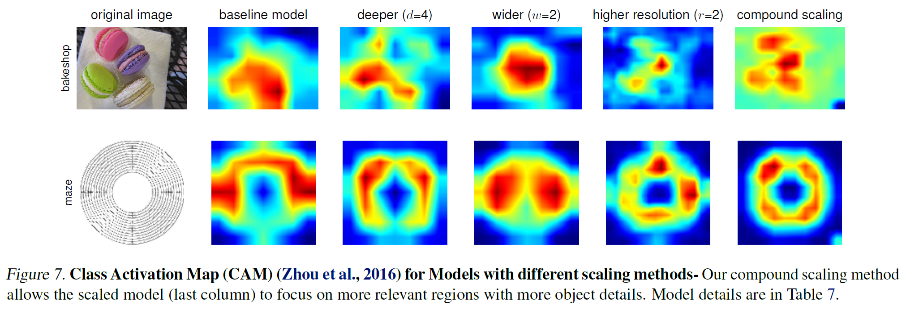 original image baseline model deeper (d=4) wider (w=2) higher resolution (r=2) compound scaling
bakeshop
maze
Figure 7. Class Activation Map (CAM) (Zhou et al., 2016) for Models with different scaling methods- Our compound scaling method
allows the scaled model (last column) to focus on more relevant regions with more object details. Model details are in Table 7.